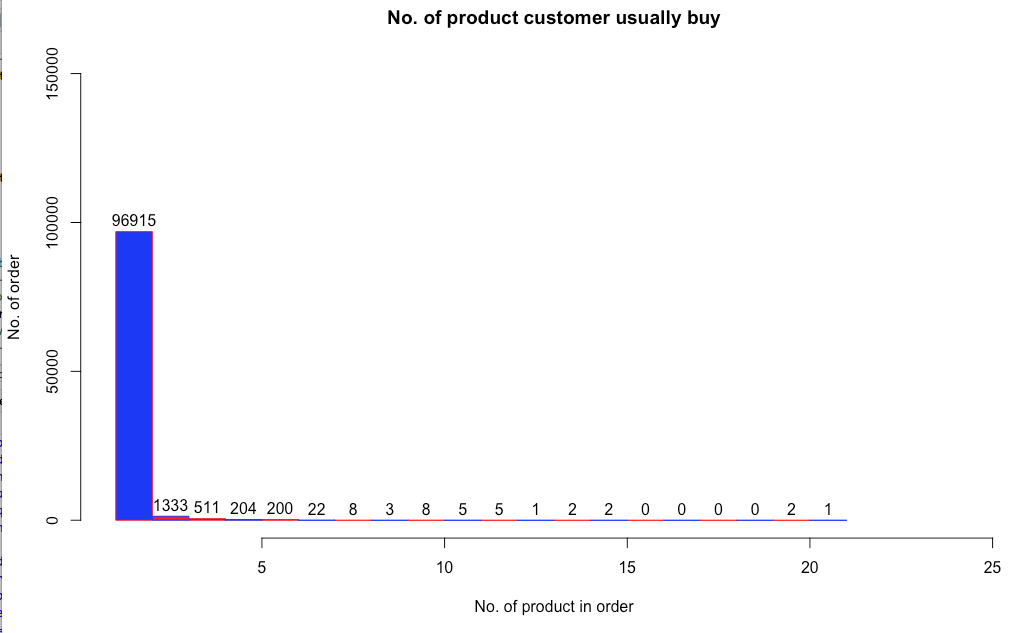 No. of product customer usually buy
150000
100000
50000
0
No. of order
96915
1333 511 204 200 22 8 3 8 5 5 1 2 2 0 0 0 0 2 1
5 10 15 20 25
No. of product in order